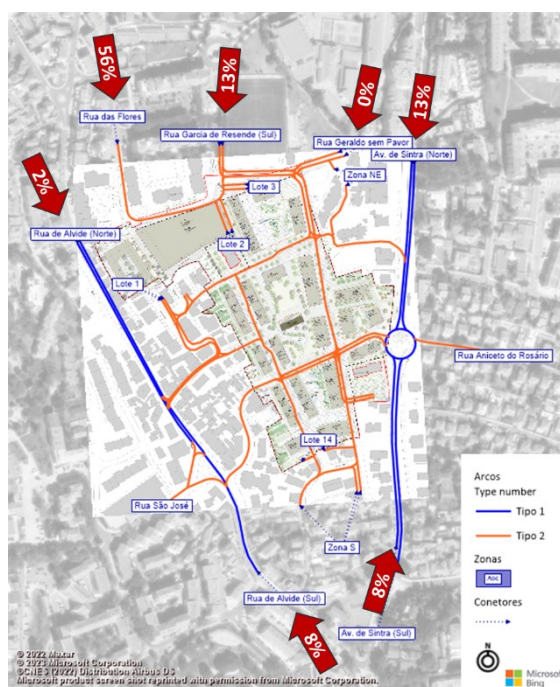 56%
13%
0%
13%
Rua das Flores
Rua Garcia de Resende (Sul)
Rua Geraldo sem Pavor
Av. de Sintra (Norte)
Zona NE
2%
Lote 3
Rua de Alvide (Norte)
Lote 2
Lote 1
Rua Aniceto do Rosário
Lote 14
Rua São José
Zona S
Rua de Alvide (Sul)
Av. de Sintra (Sul)
8%
8%
Arcos
Type number
Tipo 1
Tipo 2
Zonas
ABC
Conetores
N
Microsoft
Bing
© 2022 Maxar
© 2023 Microsoft Corporation
©CNES (2022) Distribution Airbus DS
Microsoft product screen shot reprinted with permission from Microsoft Corporation.